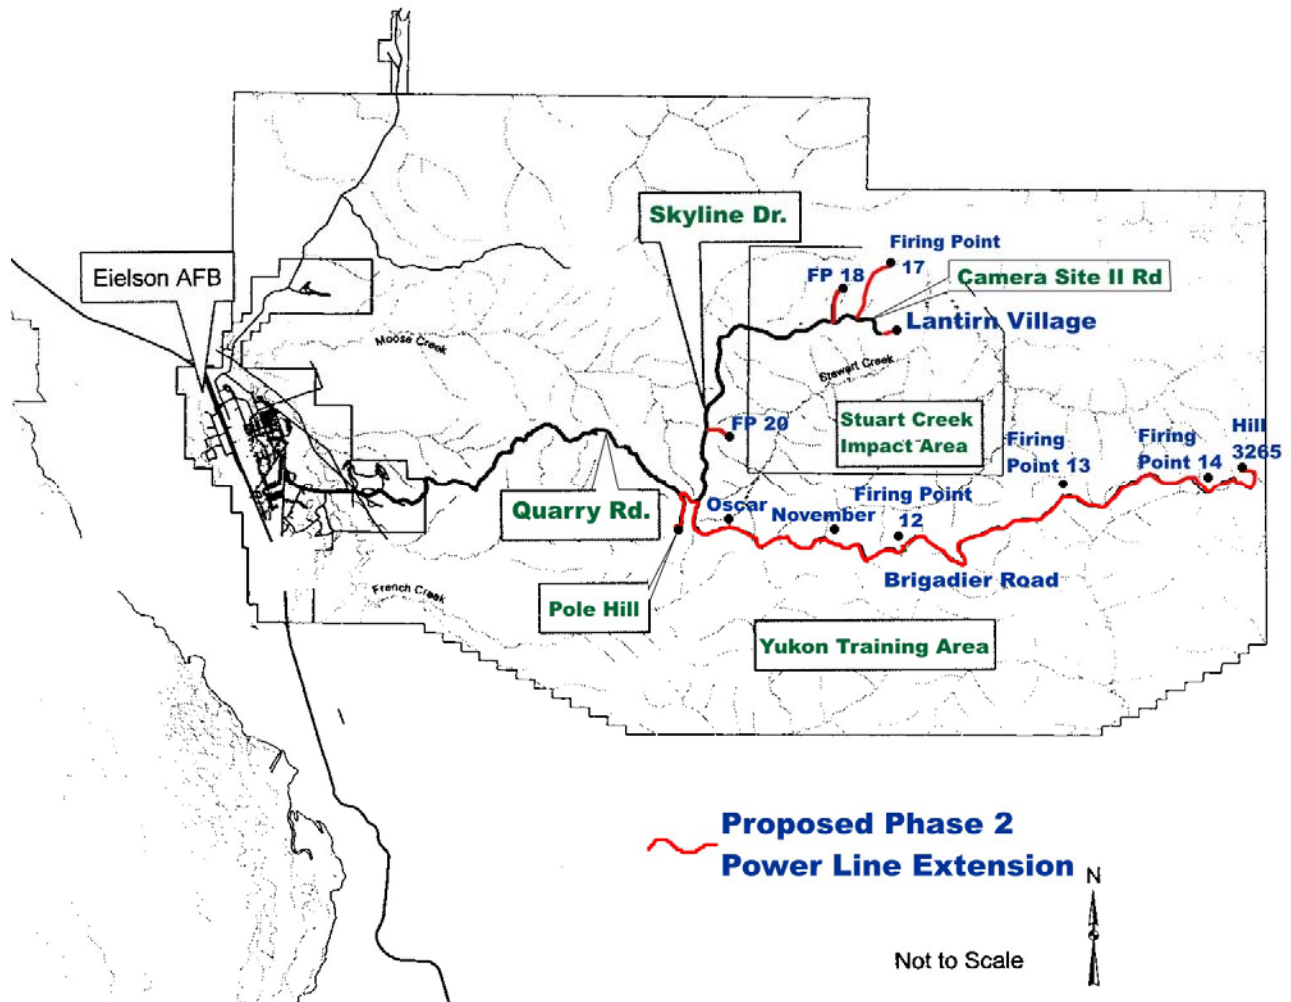 Skyline Dr.
Firing Point
17
Eielson AFB
FP 18
Camera Site II Rd
Lantirn Village
Moose Creek
Stewart Creek
FP 20
Stuart Creek
Impact Area
Firing
Point 13
Firing
Point 14
Hill
3265
Quarry Rd.
Oscar
November
Firing Point
12
Brigadier Road
French Creek
Pole Hill
Yukon Training Area
Proposed Phase 2
Power Line Extension
N
Not to Scale